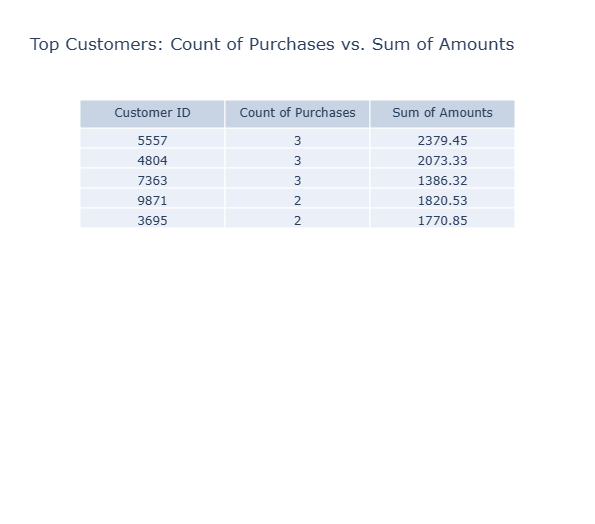 Top Customers: Count of Purchases vs. Sum of Amounts
Customer ID Count of Purchases Sum of Amounts
5557 3 2379.45
4804 3 2073.33
7363 3 1386.32
9871 2 1820.53
3695 2 1770.85